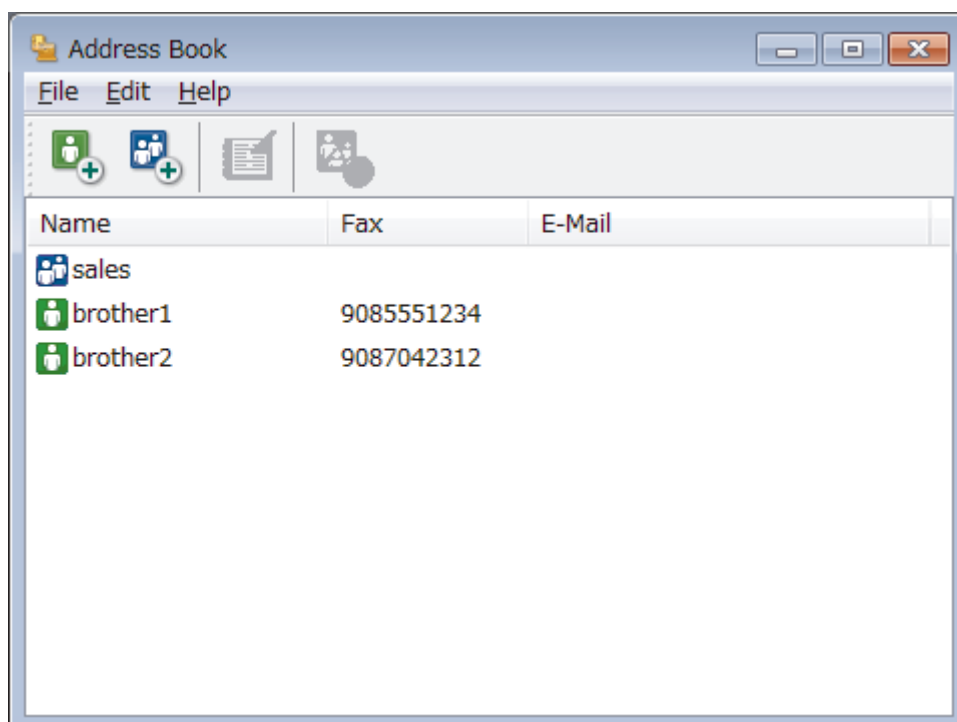 Address Book
File Edit Help
Name Fax E-Mail
sales
brother1 9085551234
brother2 9087042312